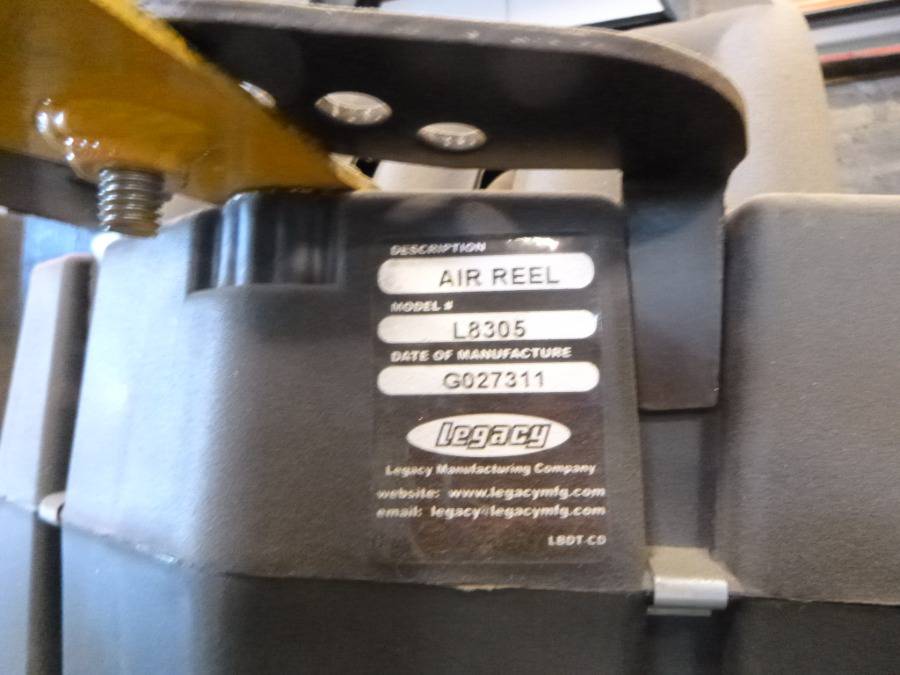 DESCRIPTION
AIR REEL
MODEL #
L8305
DATE OF MANUFACTURE
G027311
Legacy
Legacy Manufacturing Company
website: www.legacymfg.com
email: legacy@legacymfg.com
LBDT-CD